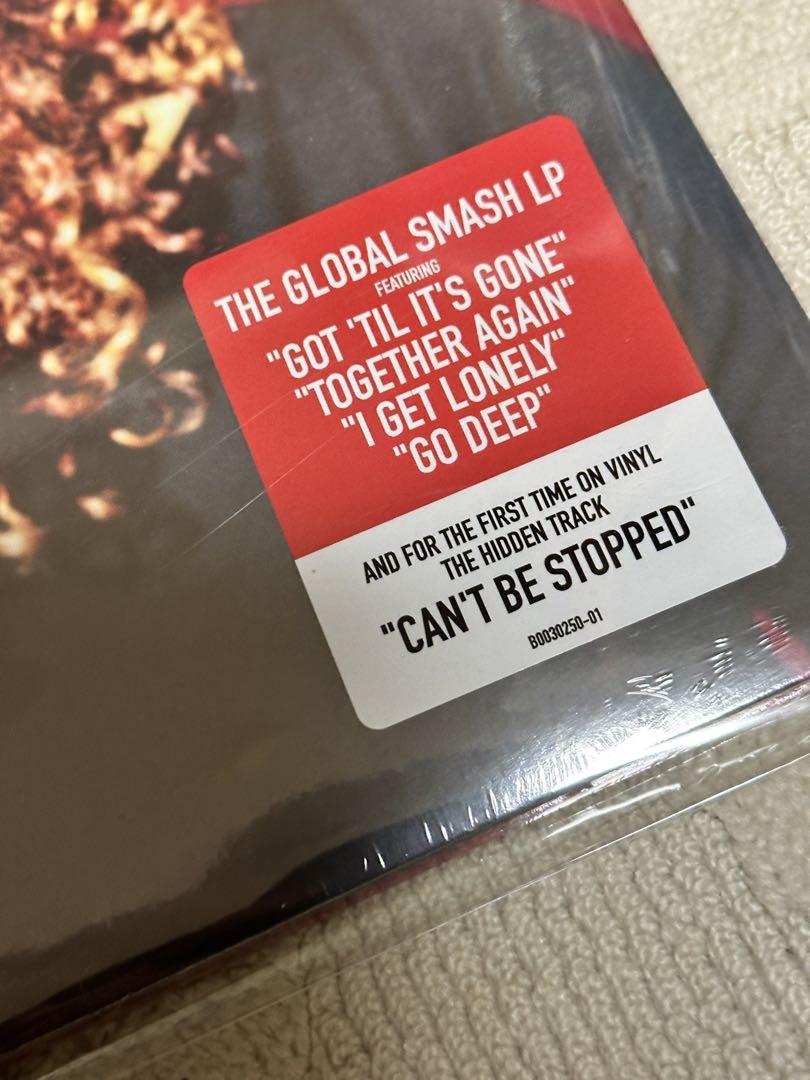 THE GLOBAL SMASH LP
FEATURING
"GOT 'TIL IT'S GONE"
"TOGETHER AGAIN"
"I GET LONELY"
"GO DEEP"
AND FOR THE FIRST TIME ON VINYL
THE HIDDEN TRACK
"CAN'T BE STOPPED"
B0030250-01